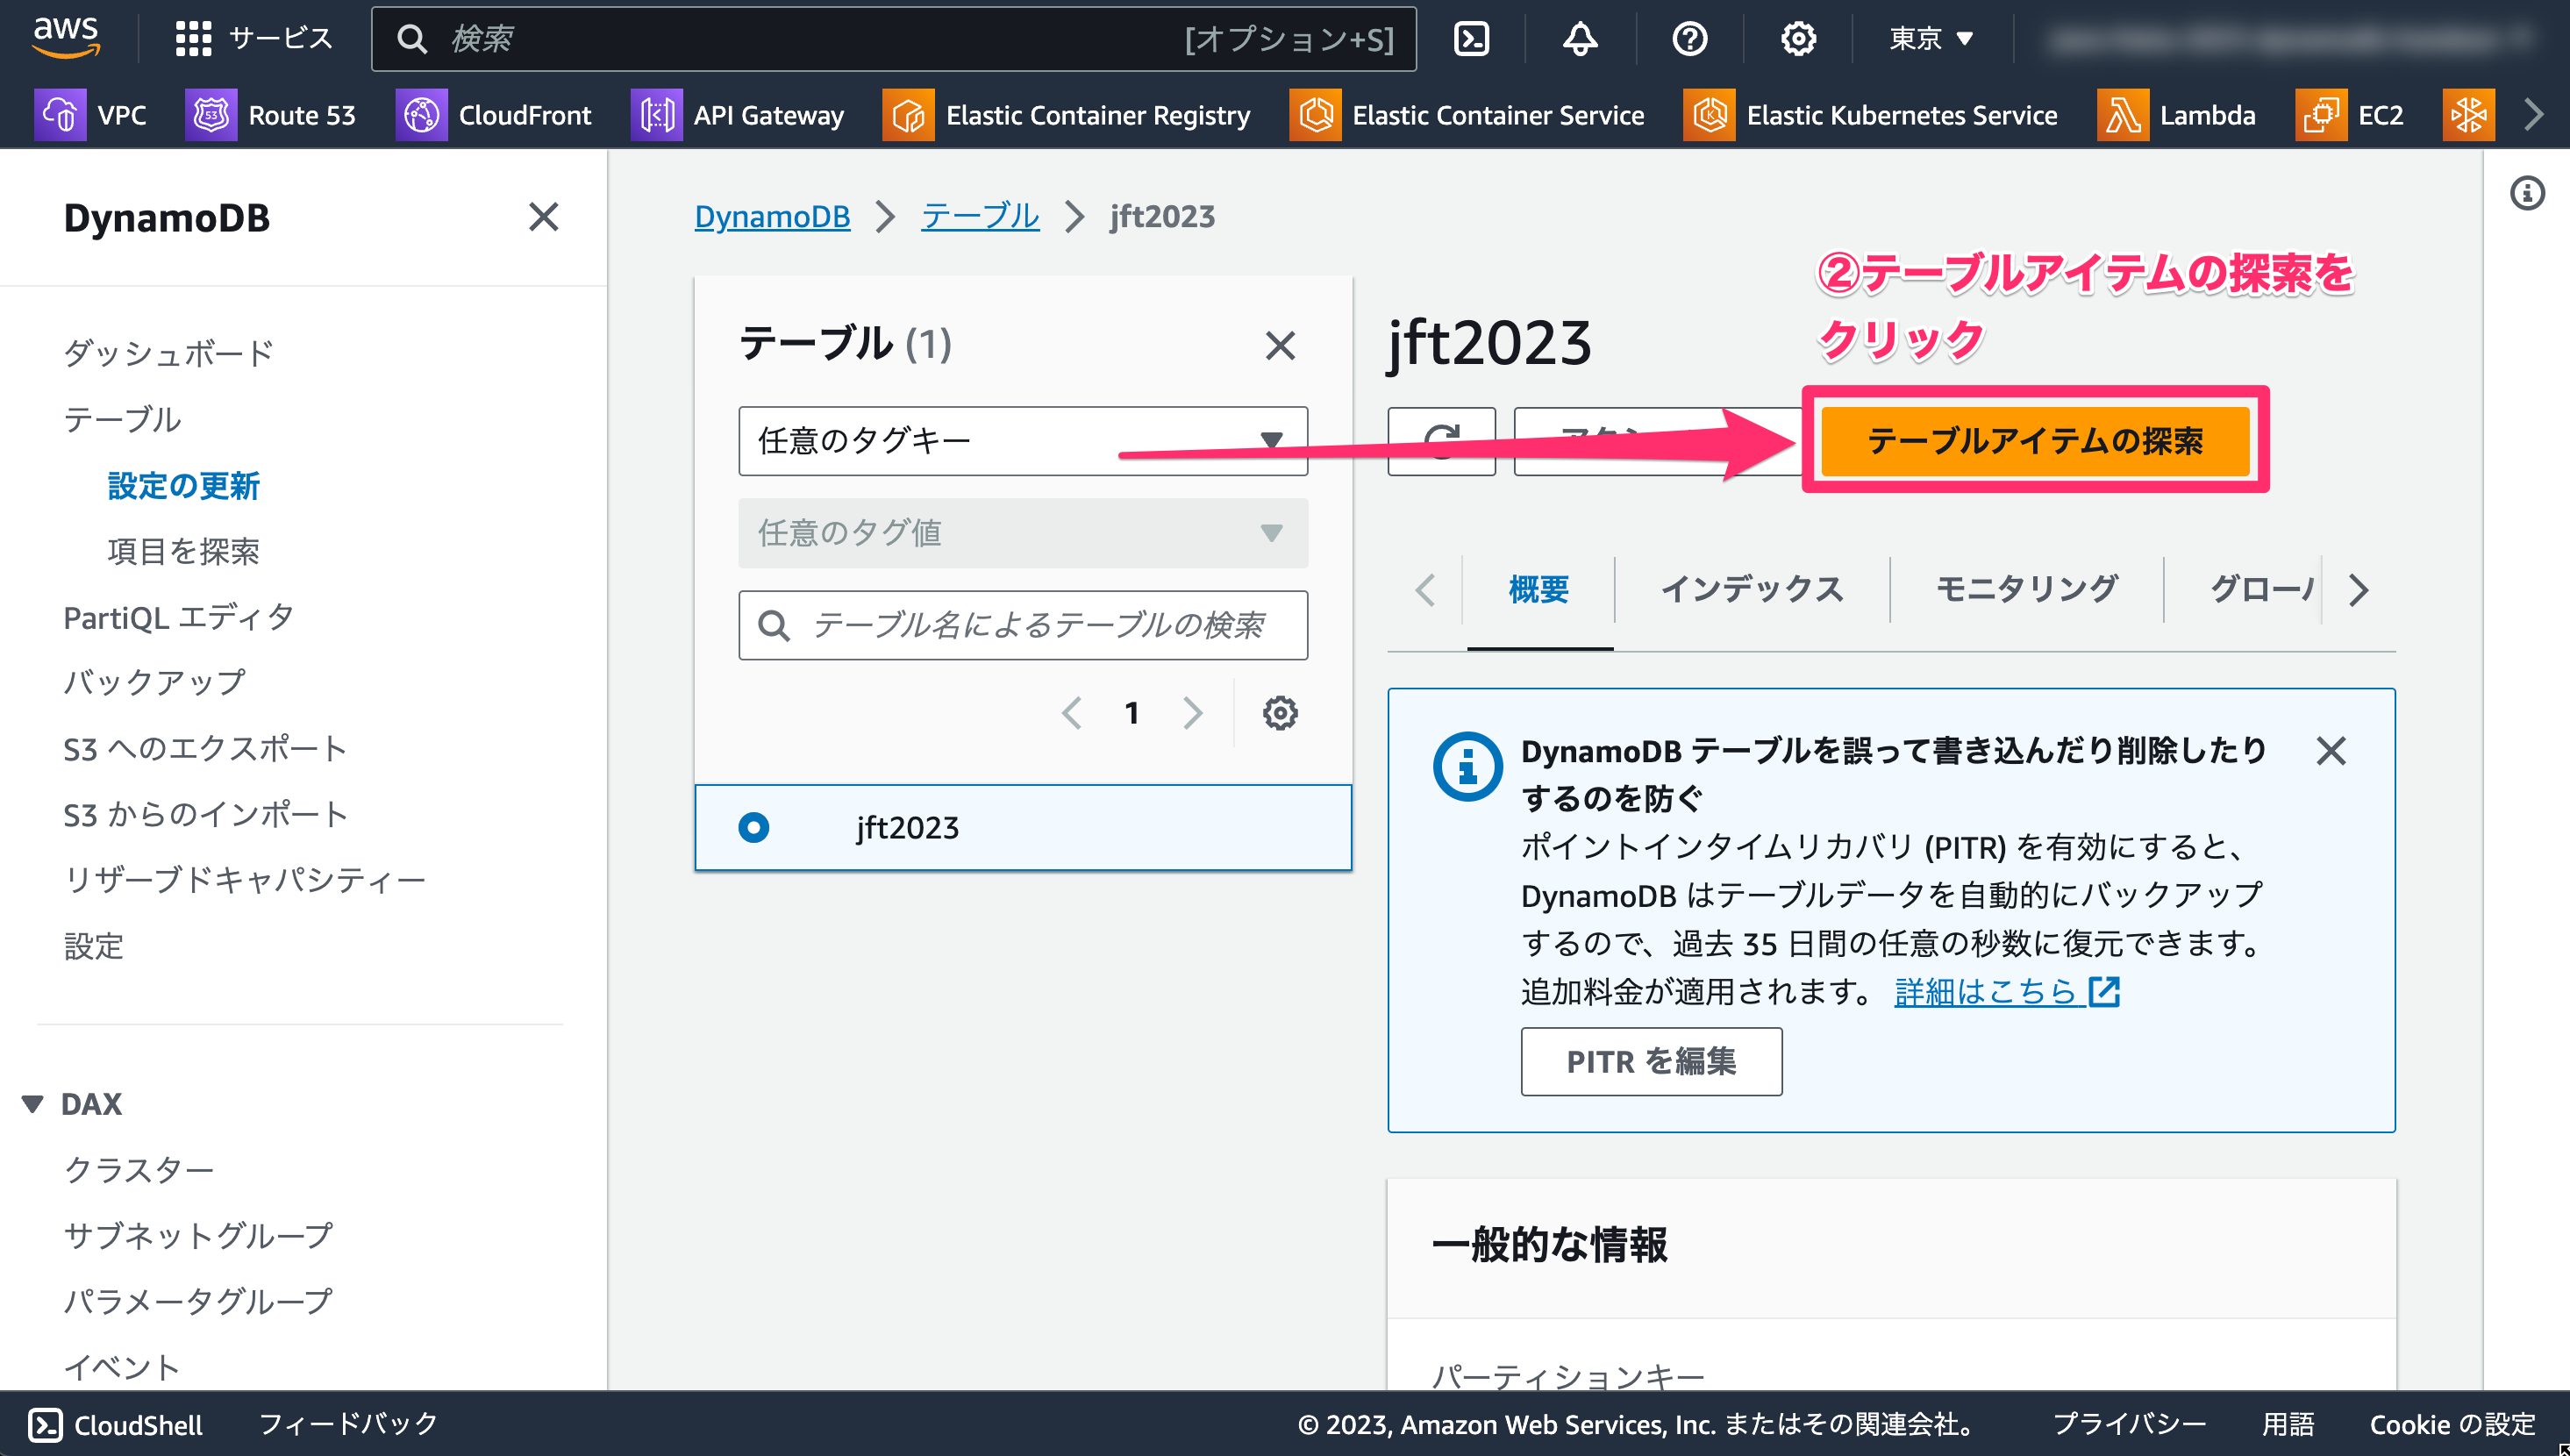 aws
サービス
検索
[オプション+S]
東京
VPC
Route 53
CloudFront
API Gateway
Elastic Container Registry
Elastic Container Service
Elastic Kubernetes Service
Lambda
EC2
DynamoDB
ダッシュボード
テーブル
設定の更新
項目を探索
PartiQL エディタ
バックアップ
S3 へのエクスポート
S3 からのインポート
リザーブドキャパシティー
設定
DAX
クラスター
サブネットグループ
パラメータグループ
イベント
DynamoDB
テーブル
jft2023
テーブル (1)
任意のタグキー
任意のタグ値
テーブル名によるテーブルの検索
1
jft2023
②テーブルアイテムの探索を
クリック
jft2023
テーブルアイテムの探索
概要
インデックス
モニタリング
グローバ
DynamoDB テーブルを誤って書き込んだり削除したり
するのを防ぐ
ポイントインタイムリカバリ (PITR) を有効にすると、
DynamoDB はテーブルデータを自動的にバックアップ
するので、過去 35 日間の任意の秒数に復元できます。
追加料金が適用されます。 詳細はこちら
PITR を編集
一般的な情報
パーティションキー
CloudShell
フィードバック
© 2023, Amazon Web Services, Inc. またはその関連会社。
プライバシー
用語
Cookie の設定